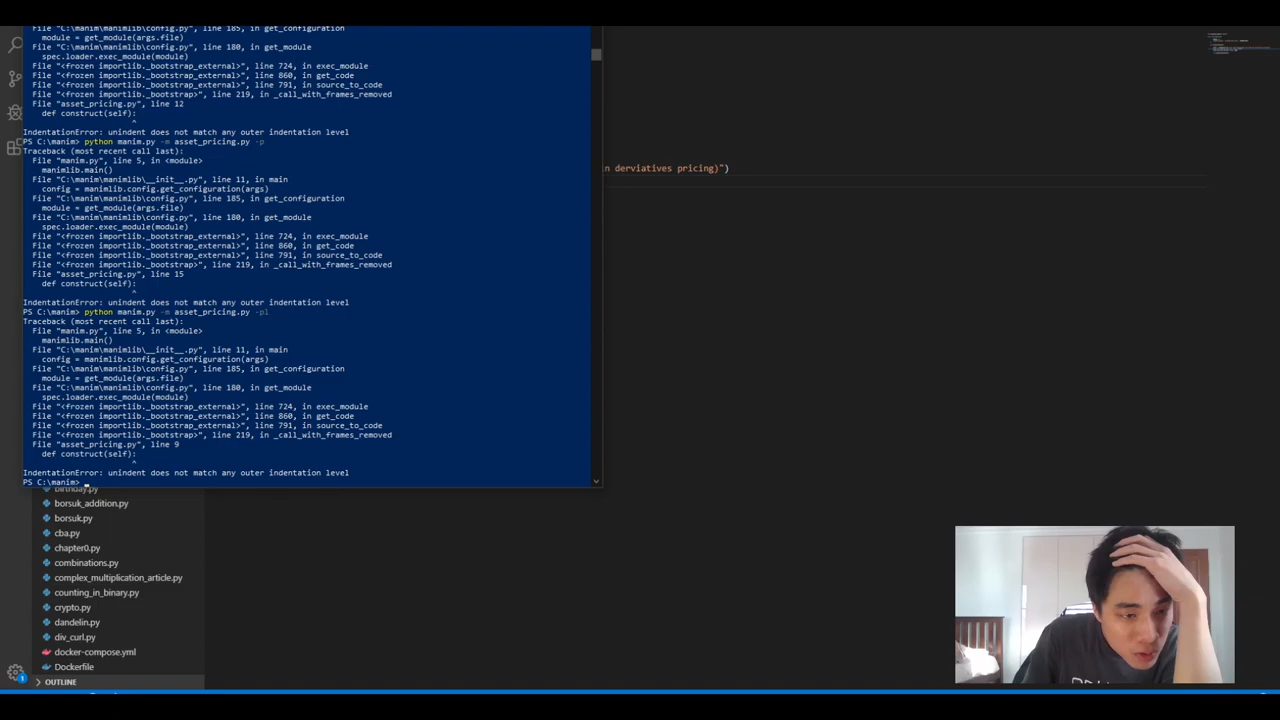 File "C:\manim\manimlib\config.py", line 185, in get_configuration
module = get_module(args.file)
File "C:\manim\manimlib\config.py", line 180, in get_module
spec.loader.exec_module(module)
File "<frozen importlib._bootstrap_external>", line 724, in exec_module
File "<frozen importlib._bootstrap_external>", line 860, in get_code
File "<frozen importlib._bootstrap_external>", line 791, in source_to_code
File "<frozen importlib._bootstrap>", line 219, in _call_with_frames_removed
File "asset_pricing.py", line 12
def construct(self):
^
IndentationError: unindent does not match any outer indentation level
PS C:\manim> python manim.py -m asset_pricing.py -p
Traceback (most recent call last):
File "manim.py", line 5, in <module>
manimlib.main()
File "C:\manim\manimlib\__init__.py", line 11, in main
config = manimlib.config.get_configuration(args)
File "C:\manim\manimlib\config.py", line 185, in get_configuration
module = get_module(args.file)
File "C:\manim\manimlib\config.py", line 180, in get_module
spec.loader.exec_module(module)
File "<frozen importlib._bootstrap_external>", line 724, in exec_module
File "<frozen importlib._bootstrap_external>", line 860, in get_code
File "<frozen importlib._bootstrap_external>", line 791, in source_to_code
File "<frozen importlib._bootstrap>", line 219, in _call_with_frames_removed
File "asset_pricing.py", line 15
def construct(self):
^
IndentationError: unindent does not match any outer indentation level
PS C:\manim> python manim.py -m asset_pricing.py -pl
Traceback (most recent call last):
File "manim.py", line 5, in <module>
manimlib.main()
File "C:\manim\manimlib\__init__.py", line 11, in main
config = manimlib.config.get_configuration(args)
File "C:\manim\manimlib\config.py", line 185, in get_configuration
module = get_module(args.file)
File "C:\manim\manimlib\config.py", line 180, in get_module
spec.loader.exec_module(module)
File "<frozen importlib._bootstrap_external>", line 724, in exec_module
File "<frozen importlib._bootstrap_external>", line 860, in get_code
File "<frozen importlib._bootstrap_external>", line 791, in source_to_code
File "<frozen importlib._bootstrap>", line 219, in _call_with_frames_removed
File "asset_pricing.py", line 9
def construct(self):
^
IndentationError: unindent does not match any outer indentation level
PS C:\manim>
in derviatives pricing)")
birthday.py
borsuk_addition.py
borsuk.py
cba.py
chapter0.py
combinations.py
complex_multiplication_article.py
counting_in_binary.py
crypto.py
dandelin.py
div_curl.py
docker-compose.yml
Dockerfile
OUTLINE
1